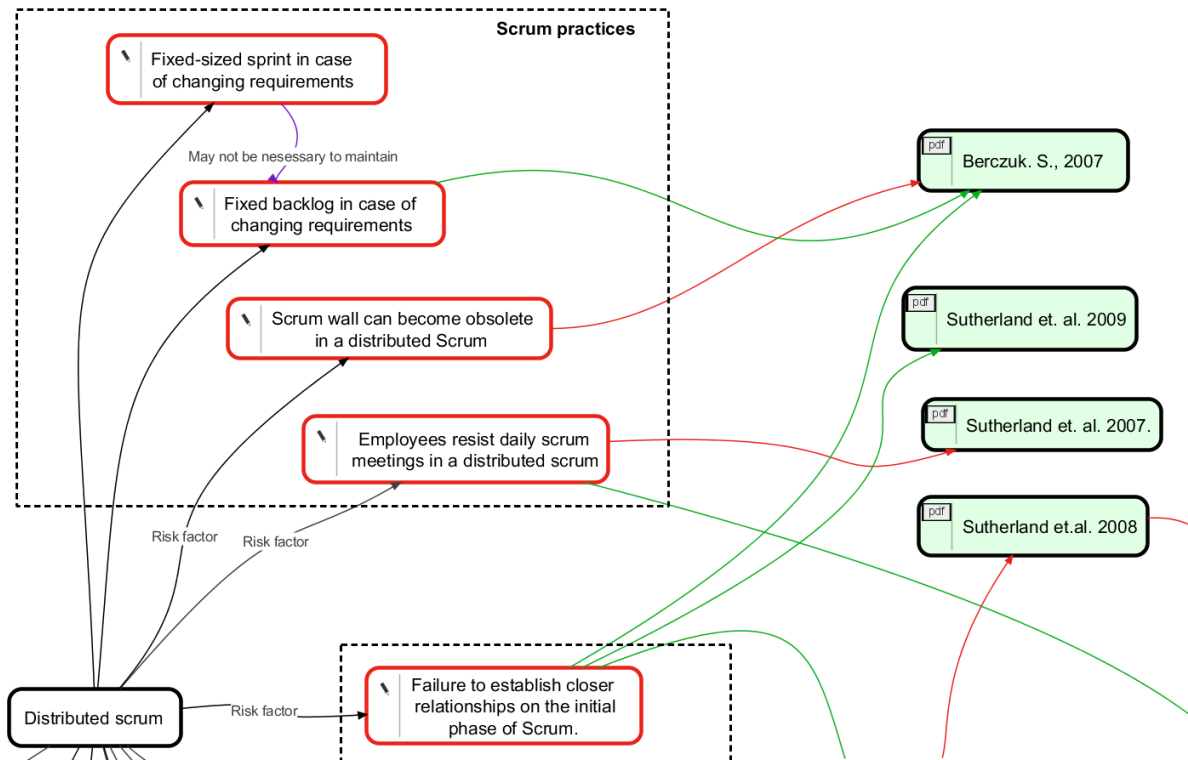 Scrum practices
Fixed-sized sprint in case
of changing requirements
May not be nesessary to maintain
pdf
Berczuk. S., 2007
Fixed backlog in case of
changing requirements
pdf
Sutherland et. al. 2009
Scrum wall can become obsolete
in a distributed Scrum
pdf
Sutherland et. al. 2007.
Employees resist daily scrum
meetings in a distributed scrum
pdf
Sutherland et.al. 2008
Risk factor
Risk factor
Failure to establish closer
relationships on the initial
phase of Scrum.
Distributed scrum
Risk factor